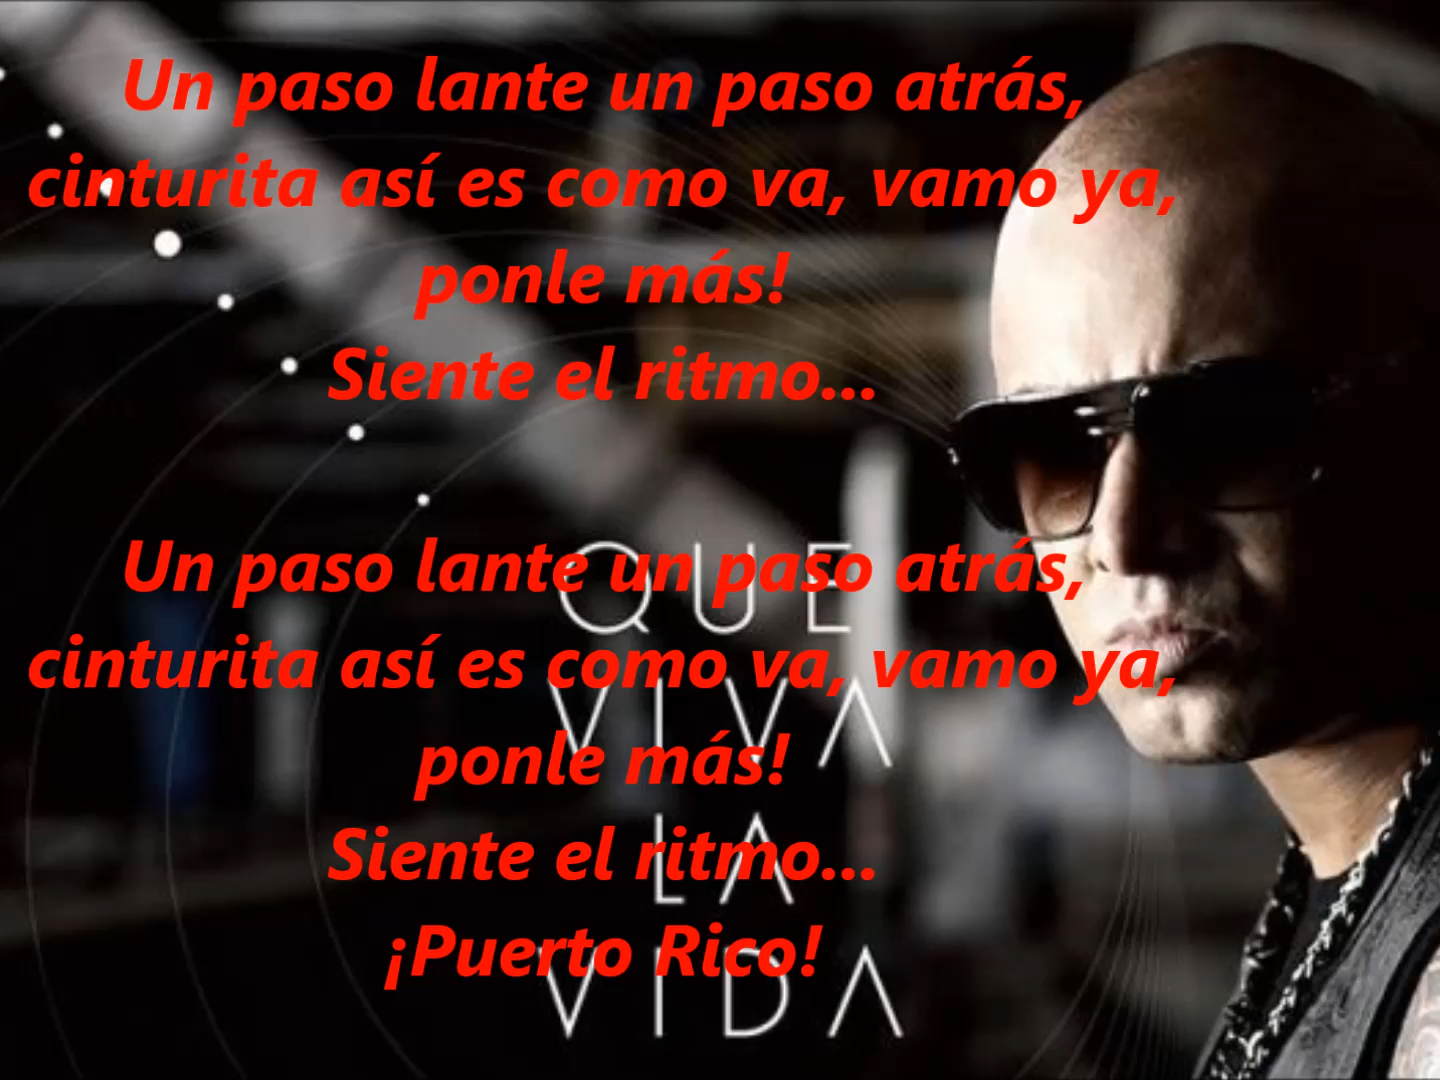 Un paso lante un paso atrás,
cinturita así es como va, vamo ya,
ponle más!
Siente el ritmo...
Un paso lante un paso atrás,
QUE
cinturita así es como va, vamo ya,
VIVA
ponle más!
LA
Siente el ritmo...
¡Puerto Rico!
VIDA